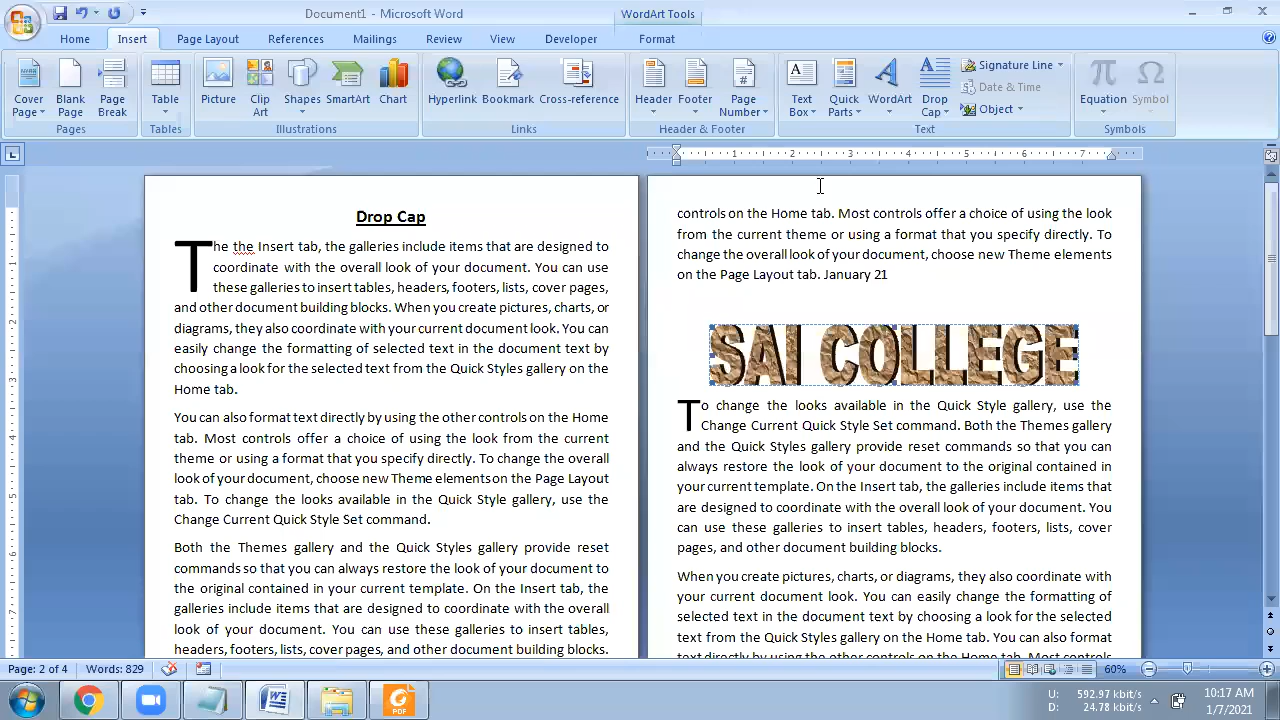 Document1 - Microsoft Word
WordArt Tools
Home Insert Page Layout References Mailings Review View Developer Format
Cover Page
Blank Page
Page Break
Table
Picture
Clip Art
Shapes
SmartArt
Chart
Hyperlink
Bookmark
Cross-reference
Header
Footer
Page Number
Text Box
Quick Parts
WordArt
Drop Cap
Signature Line
Date & Time
Object
Equation
Symbol
Pages Tables Illustrations Links Header & Footer Text Symbols
1 2 3 4 5 6 7
Drop Cap
The the Insert tab, the galleries include items that are designed to
coordinate with the overall look of your document. You can use
these galleries to insert tables, headers, footers, lists, cover pages,
and other document building blocks. When you create pictures, charts, or
diagrams, they also coordinate with your current document look. You can
easily change the formatting of selected text in the document text by
choosing a look for the selected text from the Quick Styles gallery on the
Home tab.
You can also format text directly by using the other controls on the Home
tab. Most controls offer a choice of using the look from the current
theme or using a format that you specify directly. To change the overall
look of your document, choose new Theme elements on the Page Layout
tab. To change the looks available in the Quick Style gallery, use the
Change Current Quick Style Set command.
Both the Themes gallery and the Quick Styles gallery provide reset
commands so that you can always restore the look of your document to
the original contained in your current template. On the Insert tab, the
galleries include items that are designed to coordinate with the overall
look of your document. You can use these galleries to insert tables,
headers, footers, lists, cover pages, and other document building blocks.
controls on the Home tab. Most controls offer a choice of using the look
from the current theme or using a format that you specify directly. To
change the overall look of your document, choose new Theme elements
on the Page Layout tab. January 21
SAI COLLEGE
To change the looks available in the Quick Style gallery, use the
Change Current Quick Style Set command. Both the Themes gallery
and the Quick Styles gallery provide reset commands so that you can
always restore the look of your document to the original contained in
your current template. On the Insert tab, the galleries include items that
are designed to coordinate with the overall look of your document. You
can use these galleries to insert tables, headers, footers, lists, cover
pages, and other document building blocks.
When you create pictures, charts, or diagrams, they also coordinate with
your current document look. You can easily change the formatting of
selected text in the document text by choosing a look for the selected
text from the Quick Styles gallery on the Home tab. You can also format
text directly by using the other controls on the Home tab. Most controls
Page: 2 of 4 Words: 829 60%
U: 592.97 kbit/s
D: 24.78 kbit/s
10:17 AM
1/7/2021
PDF